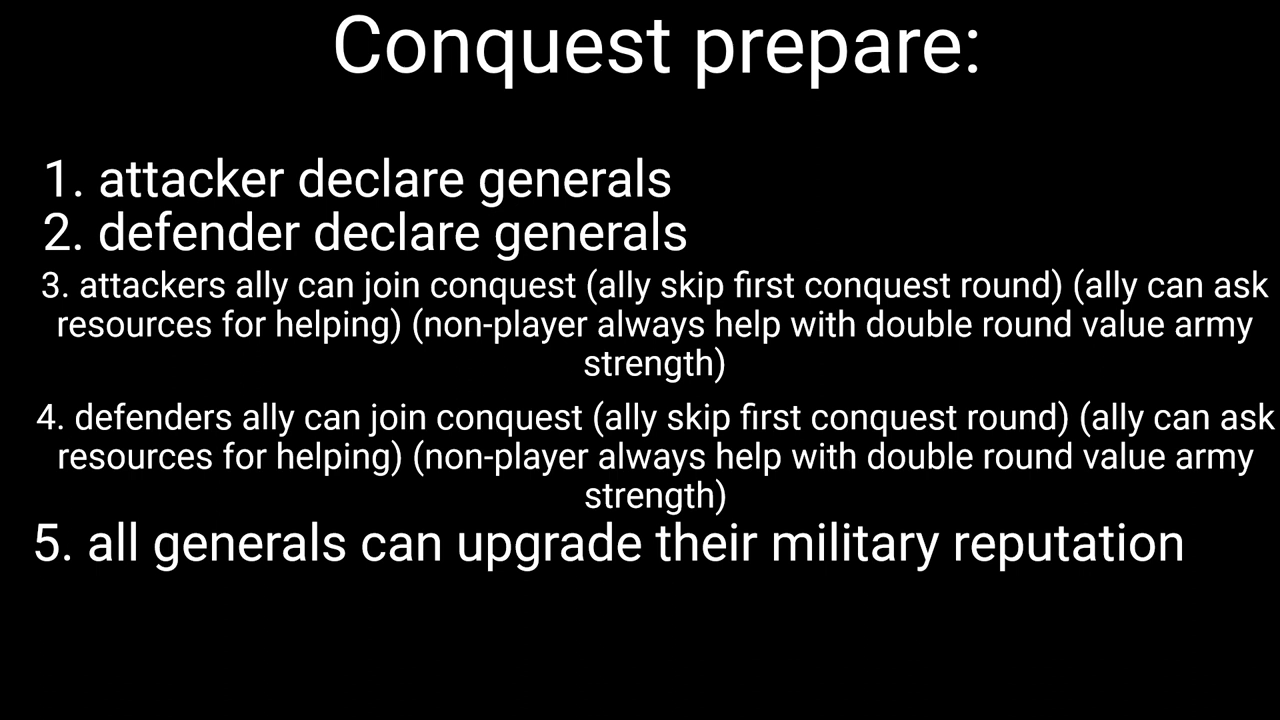 Conquest prepare:
1. attacker declare generals
2. defender declare generals
3. attackers ally can join conquest (ally skip first conquest round) (ally can ask
resources for helping) (non-player always help with double round value army
strength)
4. defenders ally can join conquest (ally skip first conquest round) (ally can ask
resources for helping) (non-player always help with double round value army
strength)
5. all generals can upgrade their military reputation